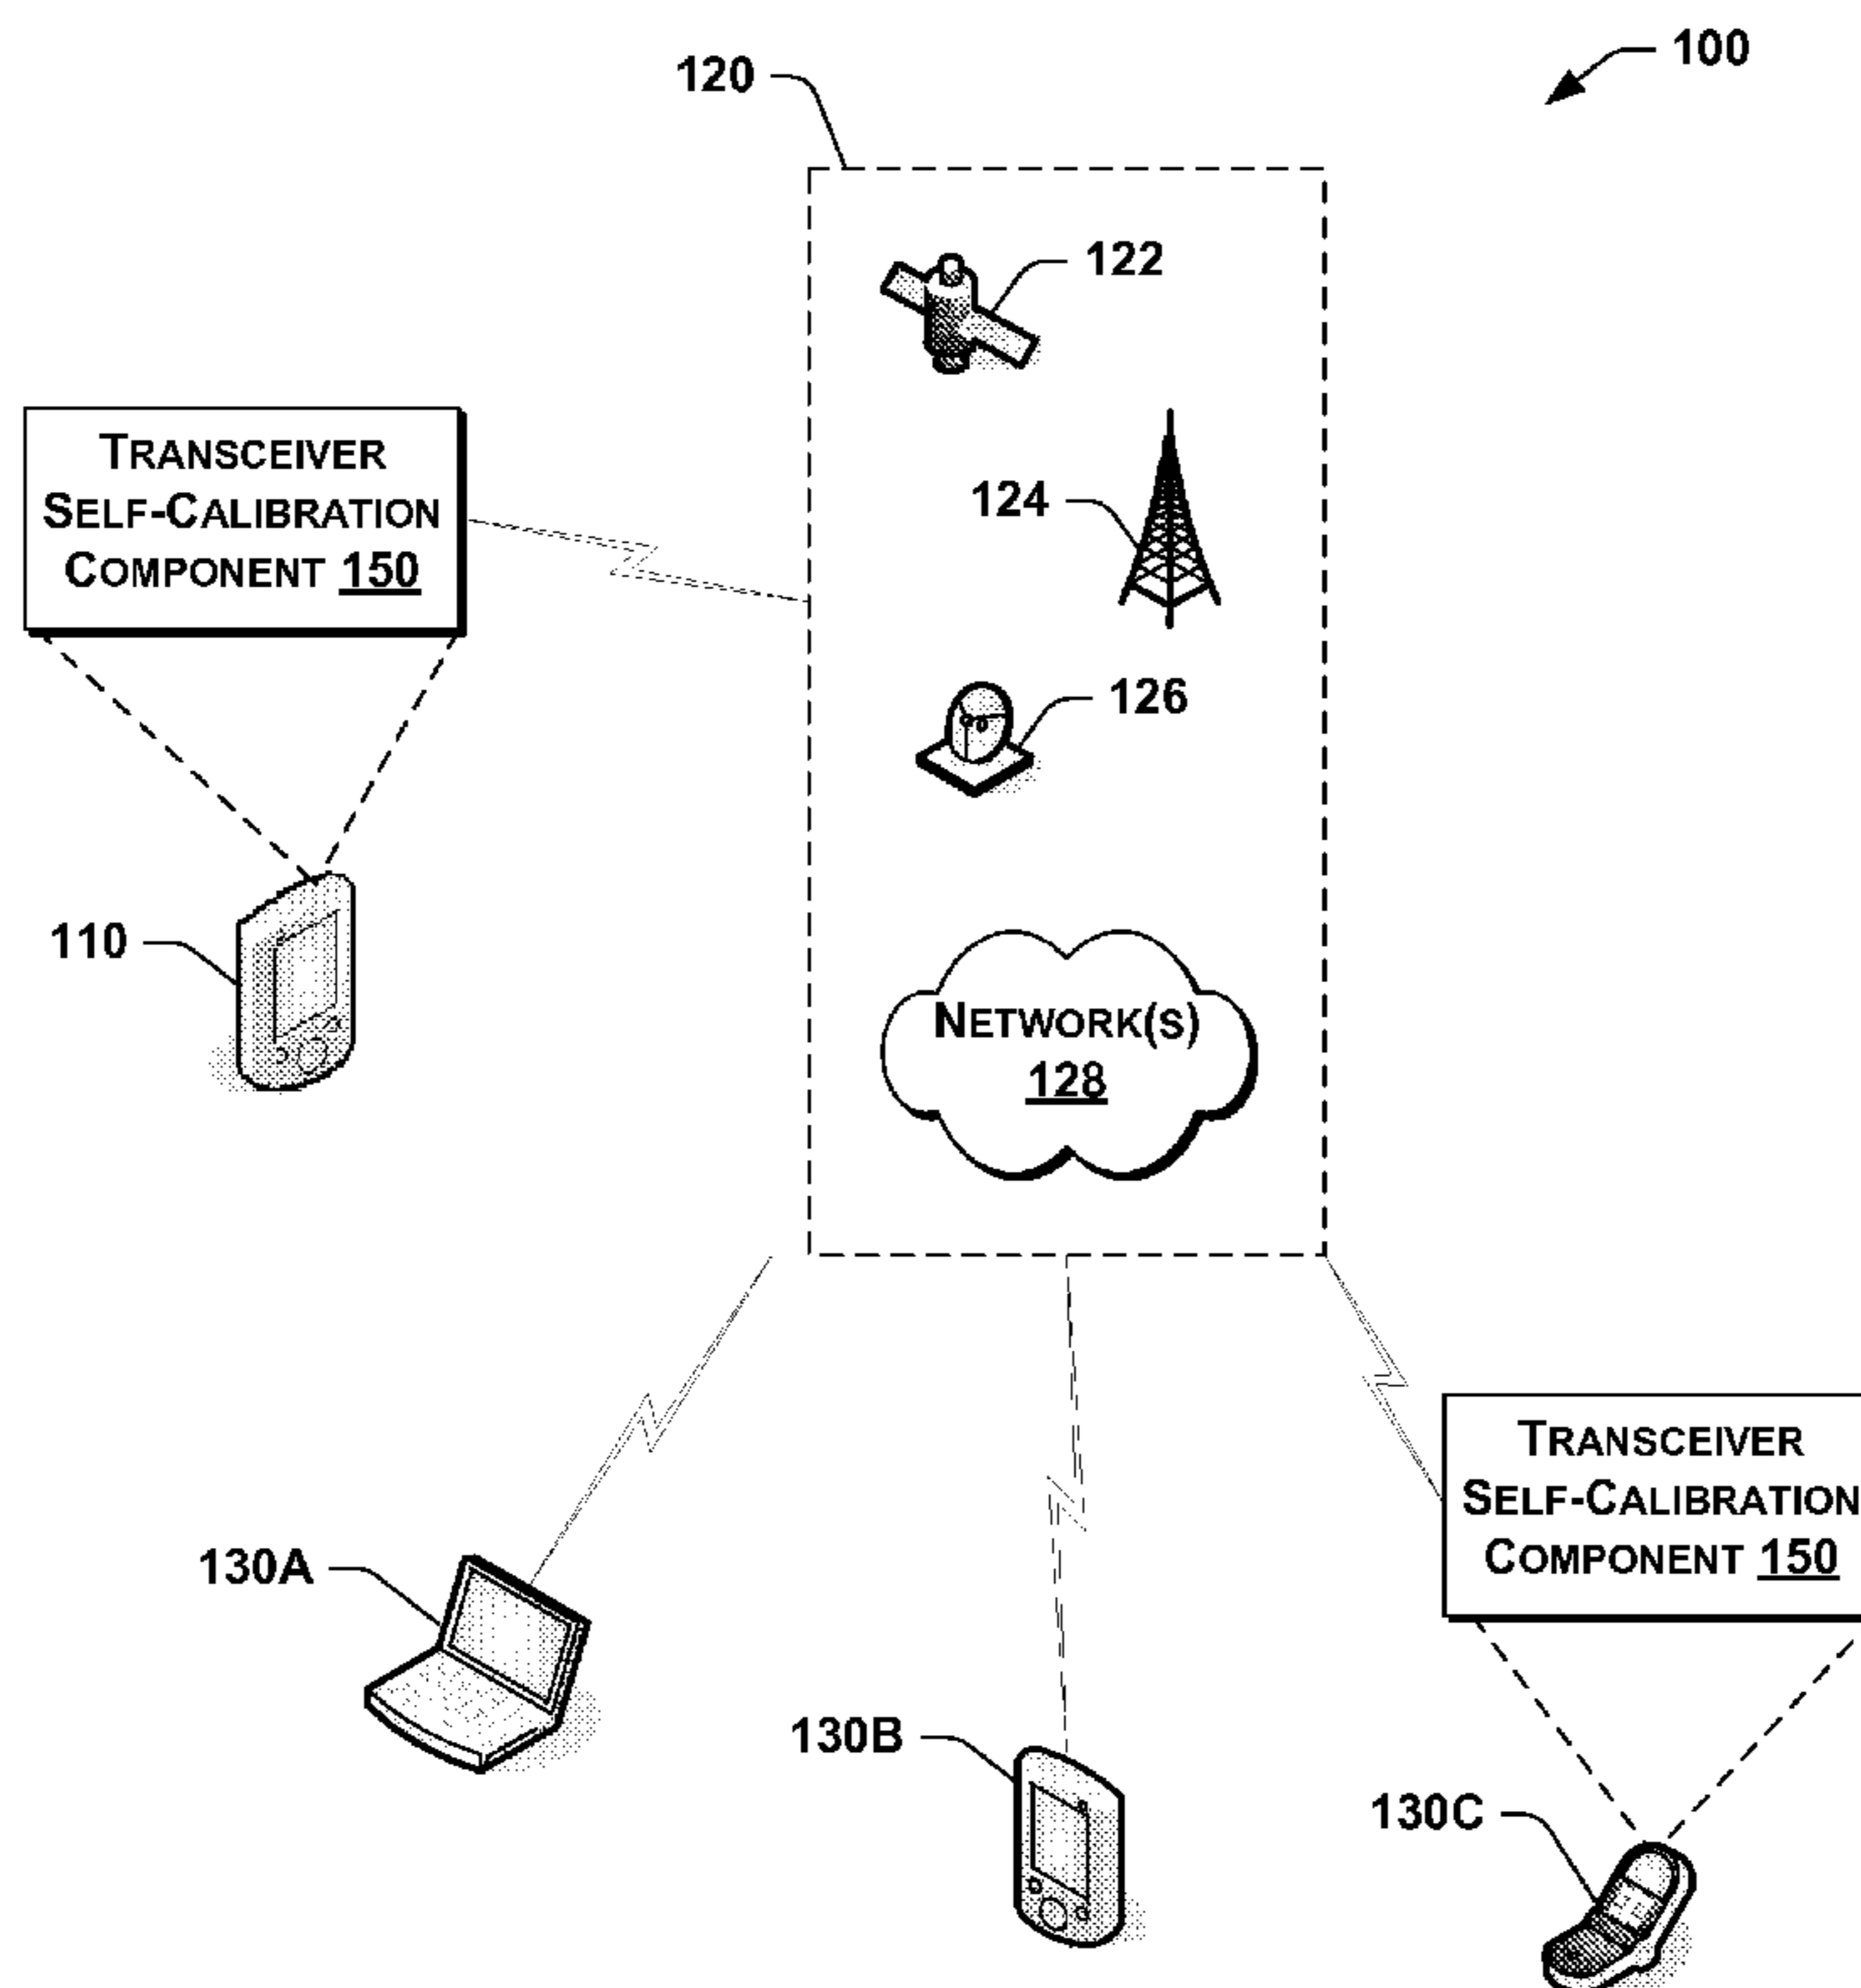 100
120
122
TRANSCEIVER
SELF-CALIBRATION
COMPONENT 150
124
126
110
NETWORK(S)
128
TRANSCEIVER
SELF-CALIBRATION
COMPONENT 150
130A
130B
130C